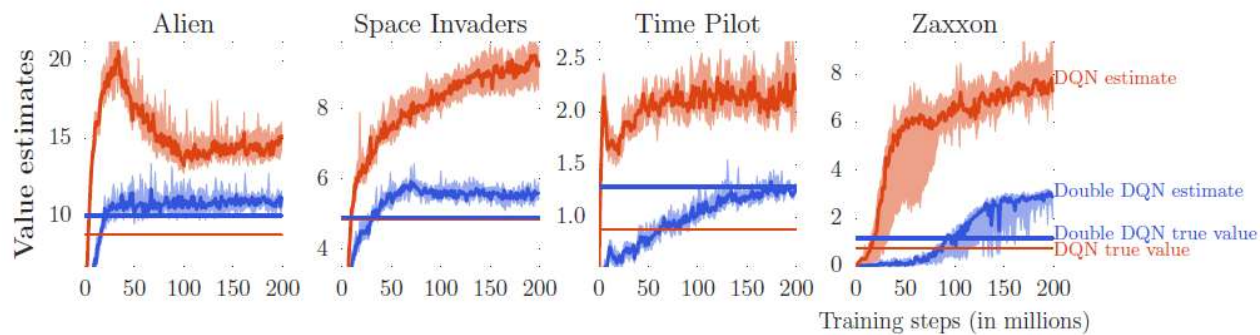 Alien
Space Invaders
Time Pilot
Zaxxon
Value estimates
20
15
10
0 50 100 150 200
8
6
4
0 50 100 150 200
2.5
2.0
1.5
1.0
0 50 100 150 200
8
6
4
2
0
0 50 100 150 200
DQN estimate
Double DQN estimate
Double DQN true value
DQN true value
Training steps (in millions)